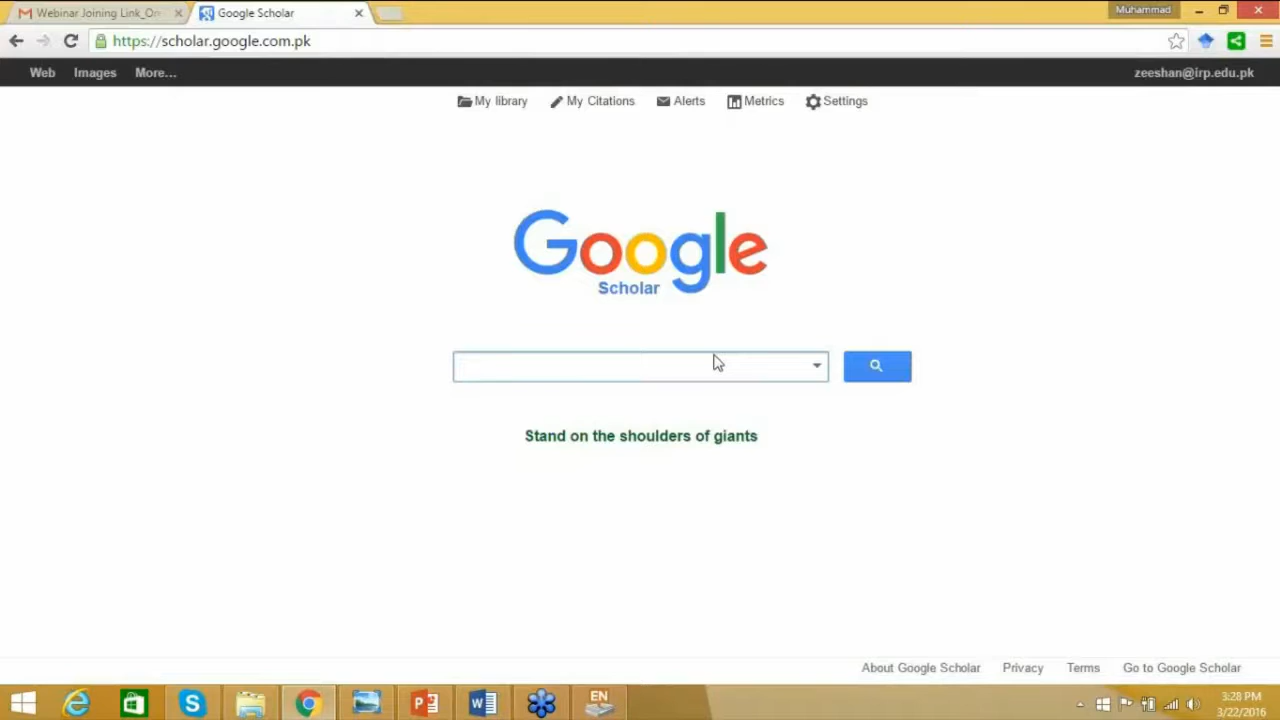 Webinar Joining Link_On
Google Scholar
Muhammad
https://scholar.google.com.pk
Web Images More...
zeeshan@irp.edu.pk
My library My Citations Alerts Metrics Settings
Google
Scholar
Stand on the shoulders of giants
About Google Scholar Privacy Terms Go to Google Scholar
EN
3:28 PM
3/22/2016